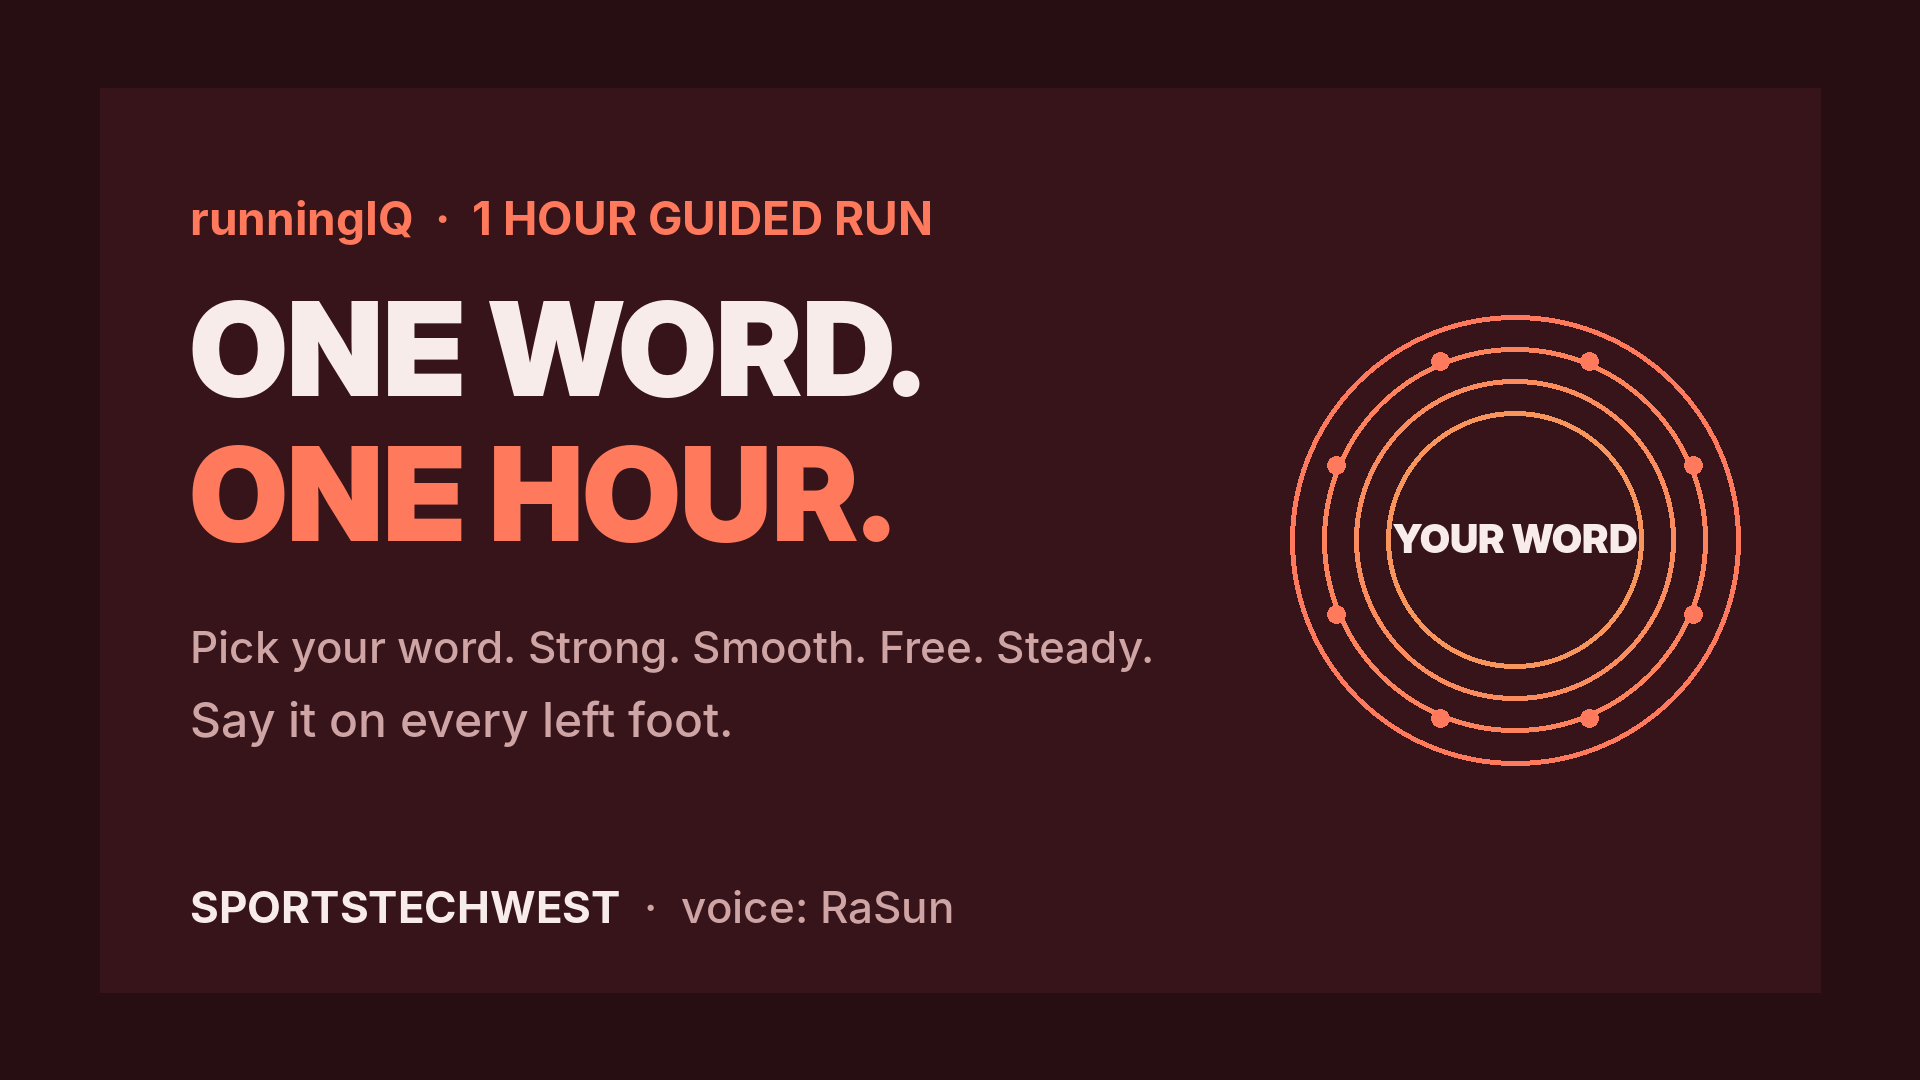 runningIQ · 1 HOUR GUIDED RUN
ONE WORD.
ONE HOUR.
Pick your word. Strong. Smooth. Free. Steady.
Say it on every left foot.
YOUR WORD
SPORTSTECHWEST · voice: RaSun